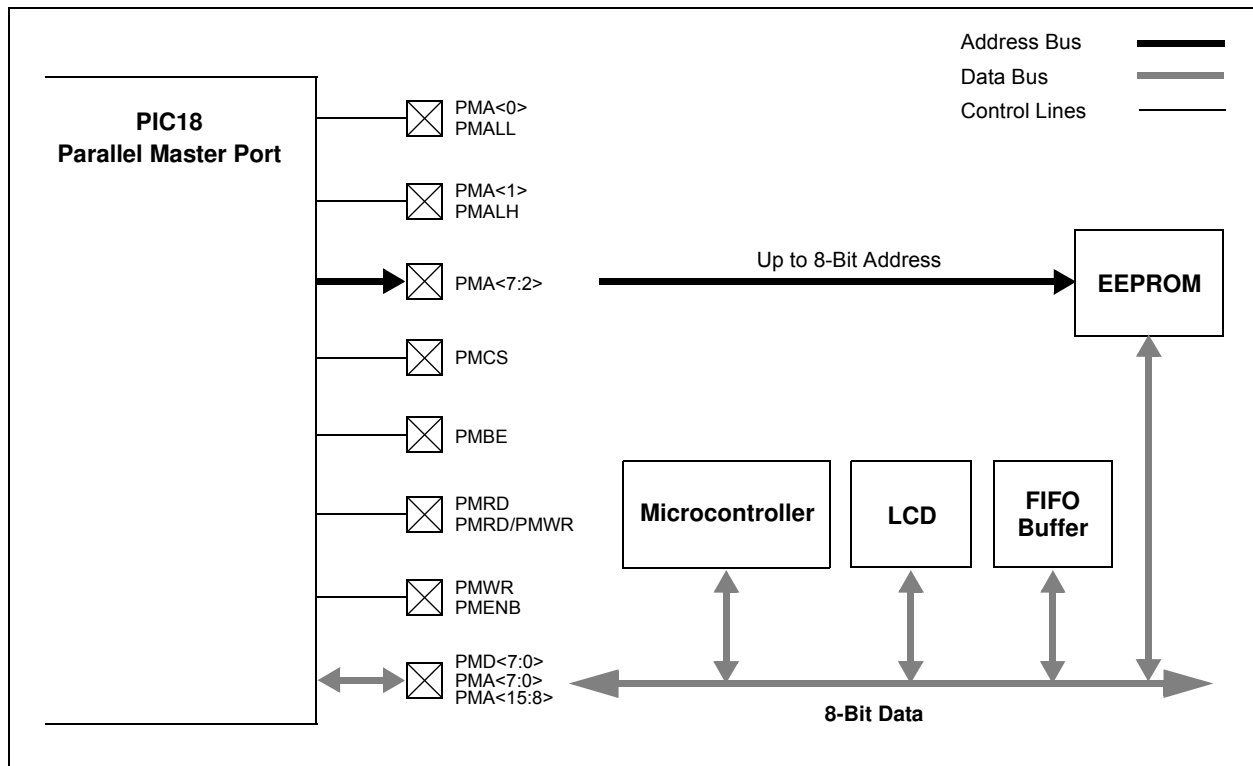 Address Bus
Data Bus
Control Lines
PIC18
Parallel Master Port
PMA<0>
PMALL
PMA<1>
PMALH
PMA<7:2>
Up to 8-Bit Address
EEPROM
PMCS
PMBE
PMRD
PMRD/PMWR
Microcontroller
LCD
FIFO
Buffer
PMWR
PMENB
PMD<7:0>
PMA<7:0>
PMA<15:8>
8-Bit Data